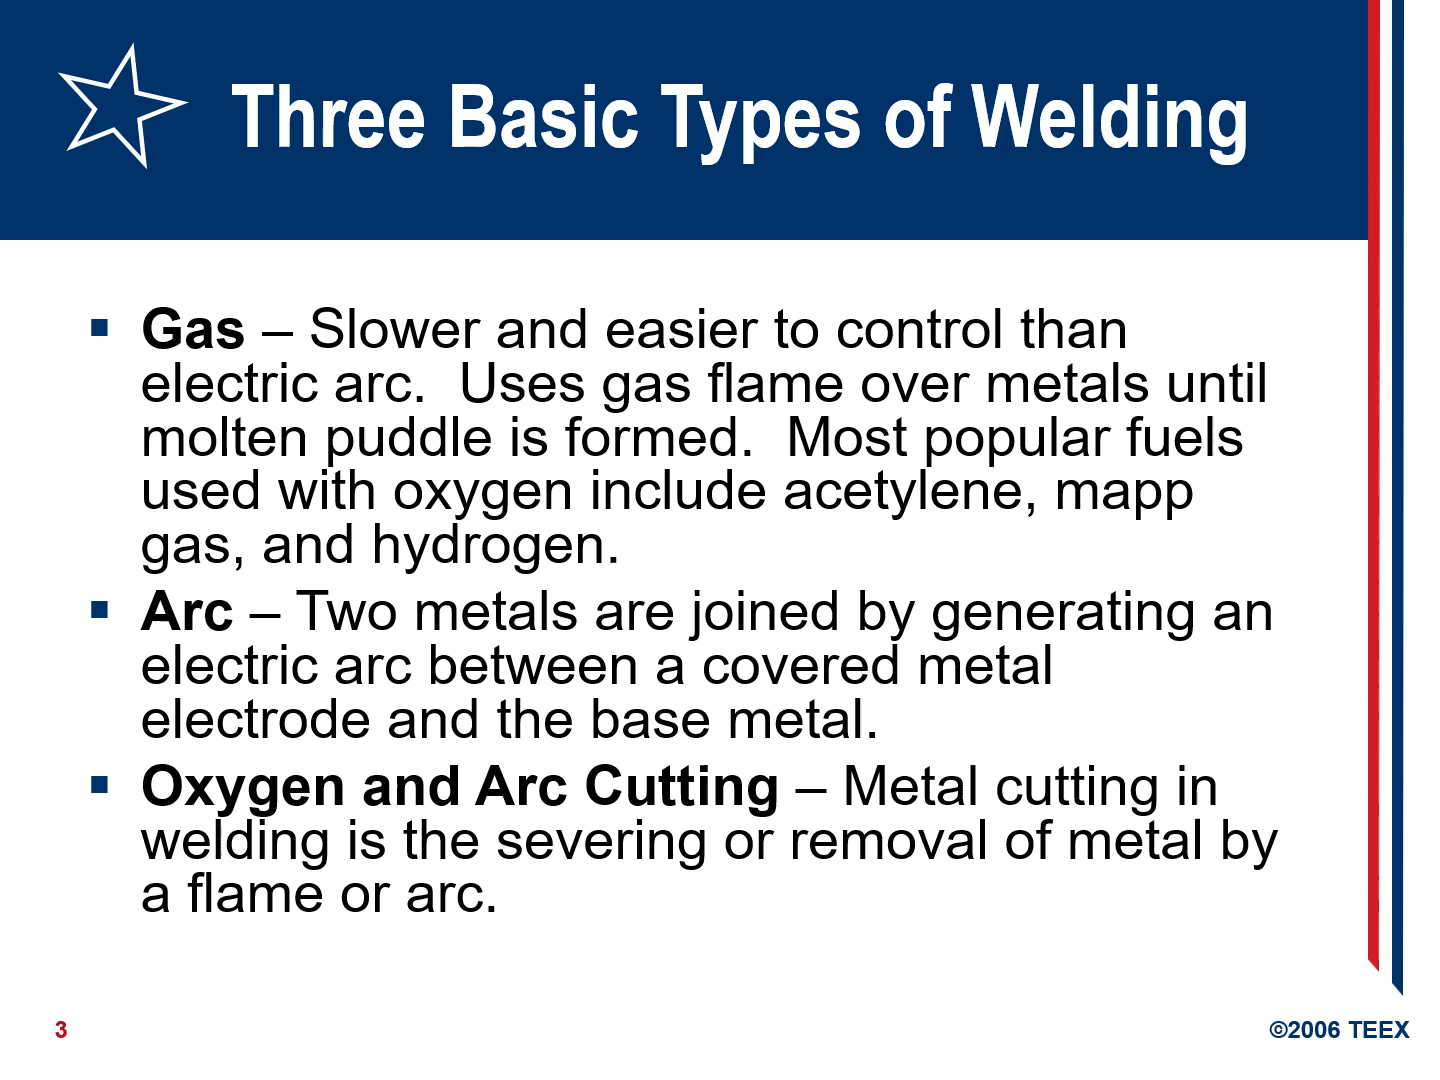 Three Basic Types of Welding
▪ Gas – Slower and easier to control than
electric arc.  Uses gas flame over metals until
molten puddle is formed.  Most popular fuels
used with oxygen include acetylene, mapp
gas, and hydrogen.
▪ Arc – Two metals are joined by generating an
electric arc between a covered metal
electrode and the base metal.
▪ Oxygen and Arc Cutting – Metal cutting in
welding is the severing or removal of metal by
a flame or arc.
3
©2006 TEEX